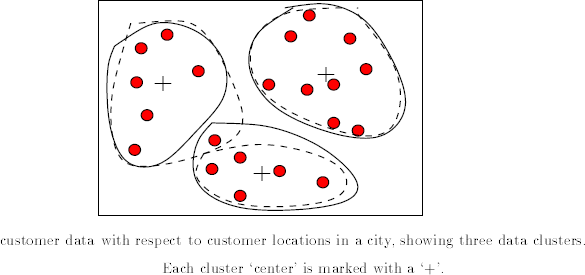 customer data with respect to customer locations in a city, showing three data clusters.
Each cluster ‘center’ is marked with a ‘+’.